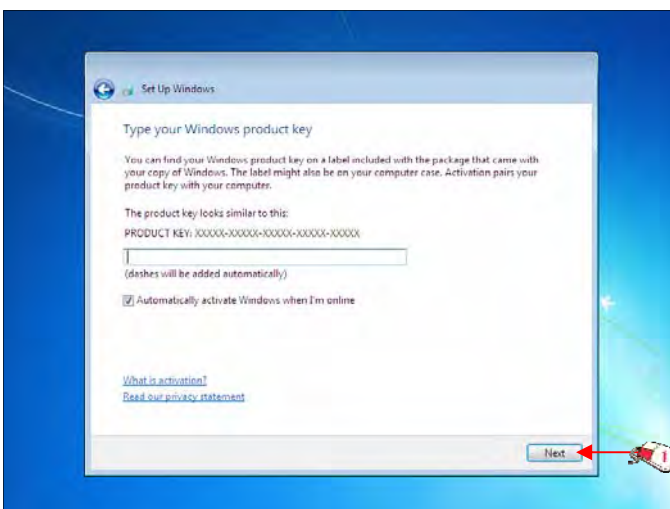 Set Up Windows
Type your Windows product key
You can find your Windows product key on a label included with the package that came with
your copy of Windows. The label might also be on your computer case. Activation pairs your
product key with your computer.
The product key looks similar to this:
PRODUCT KEY: XXXXX-XXXXX-XXXXX-XXXXX-XXXXX
(dashes will be added automatically)
Automatically activate Windows when I'm online
What is activation?
Read our privacy statement
Next
1